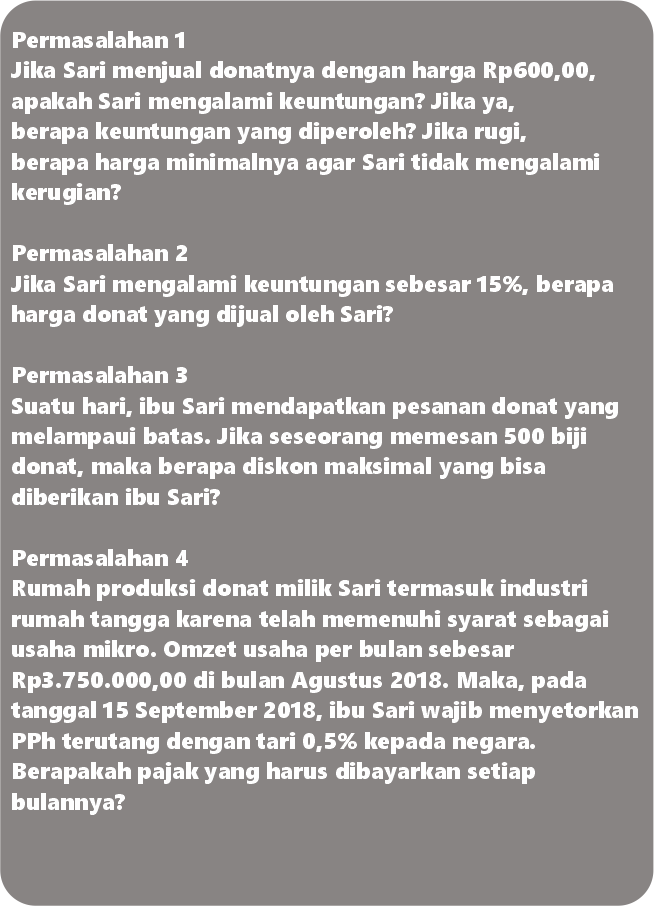 Permasalahan 1
Jika Sari menjual donatnya dengan harga Rp600,00,
apakah Sari mengalami keuntungan? Jika ya,
berapa keuntungan yang diperoleh? Jika rugi,
berapa harga minimalnya agar Sari tidak mengalami
kerugian?
Permasalahan 2
Jika Sari mengalami keuntungan sebesar 15%, berapa
harga donat yang dijual oleh Sari?
Permasalahan 3
Suatu hari, ibu Sari mendapatkan pesanan donat yang
melampaui batas. Jika seseorang memesan 500 biji
donat, maka berapa diskon maksimal yang bisa
diberikan ibu Sari?
Permasalahan 4
Rumah produksi donat milik Sari termasuk industri
rumah tangga karena telah memenuhi syarat sebagai
usaha mikro. Omzet usaha per bulan sebesar
Rp3.750.000,00 di bulan Agustus 2018. Maka, pada
tanggal 15 September 2018, ibu Sari wajib menyetorkan
PPh terutang dengan tari 0,5% kepada negara.
Berapakah pajak yang harus dibayarkan setiap
bulannya?